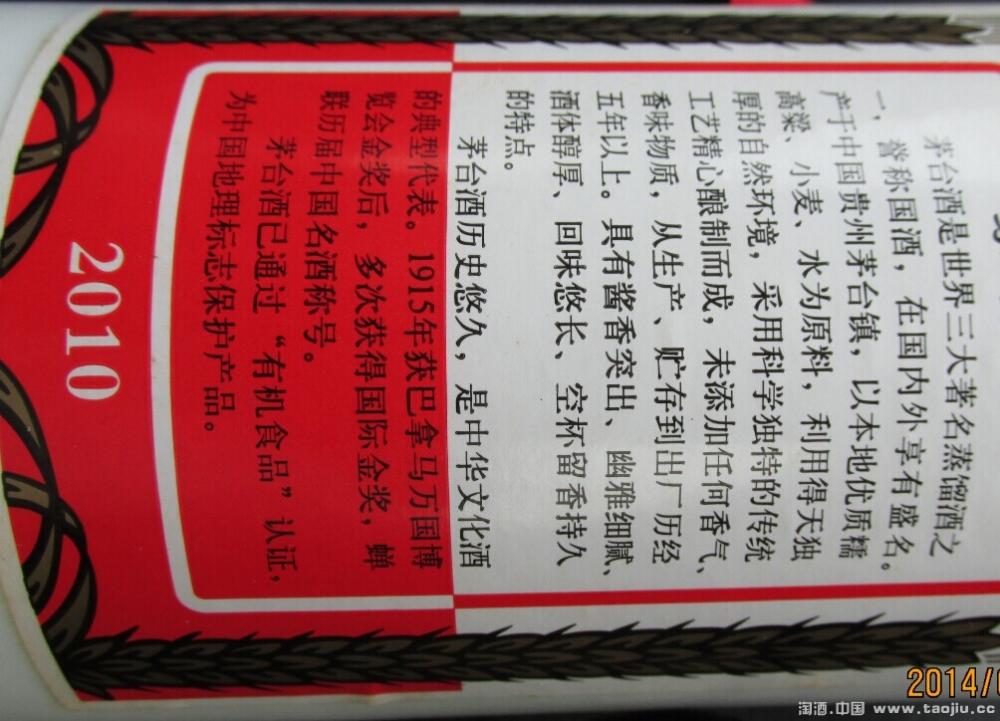 茅台酒是世界三大著名蒸馏酒之
一，誉称国酒，在国内外享有盛名。
产于中国贵州茅台镇，以本地优质糯
高粱、小麦、水为原料，利用得天独
厚的自然环境，采用科学独特的传统
工艺精心酿制而成，未添加任何香气、
香味物质，从生产、贮存到出厂历经
五年以上。具有酱香突出、幽雅细腻、
酒体醇厚、回味悠长、空杯留香持久
的特点。
茅台酒历史悠久，是中华文化酒
的典型代表。1915年获巴拿马万国博
览会金奖后，多次获得国际金奖，蝉
联历届中国名酒称号。
茅台酒已通过“有机食品”认证，
为中国地理标志保护产品。
2010
2014/0
淘酒.中国 www.taojiu.cc